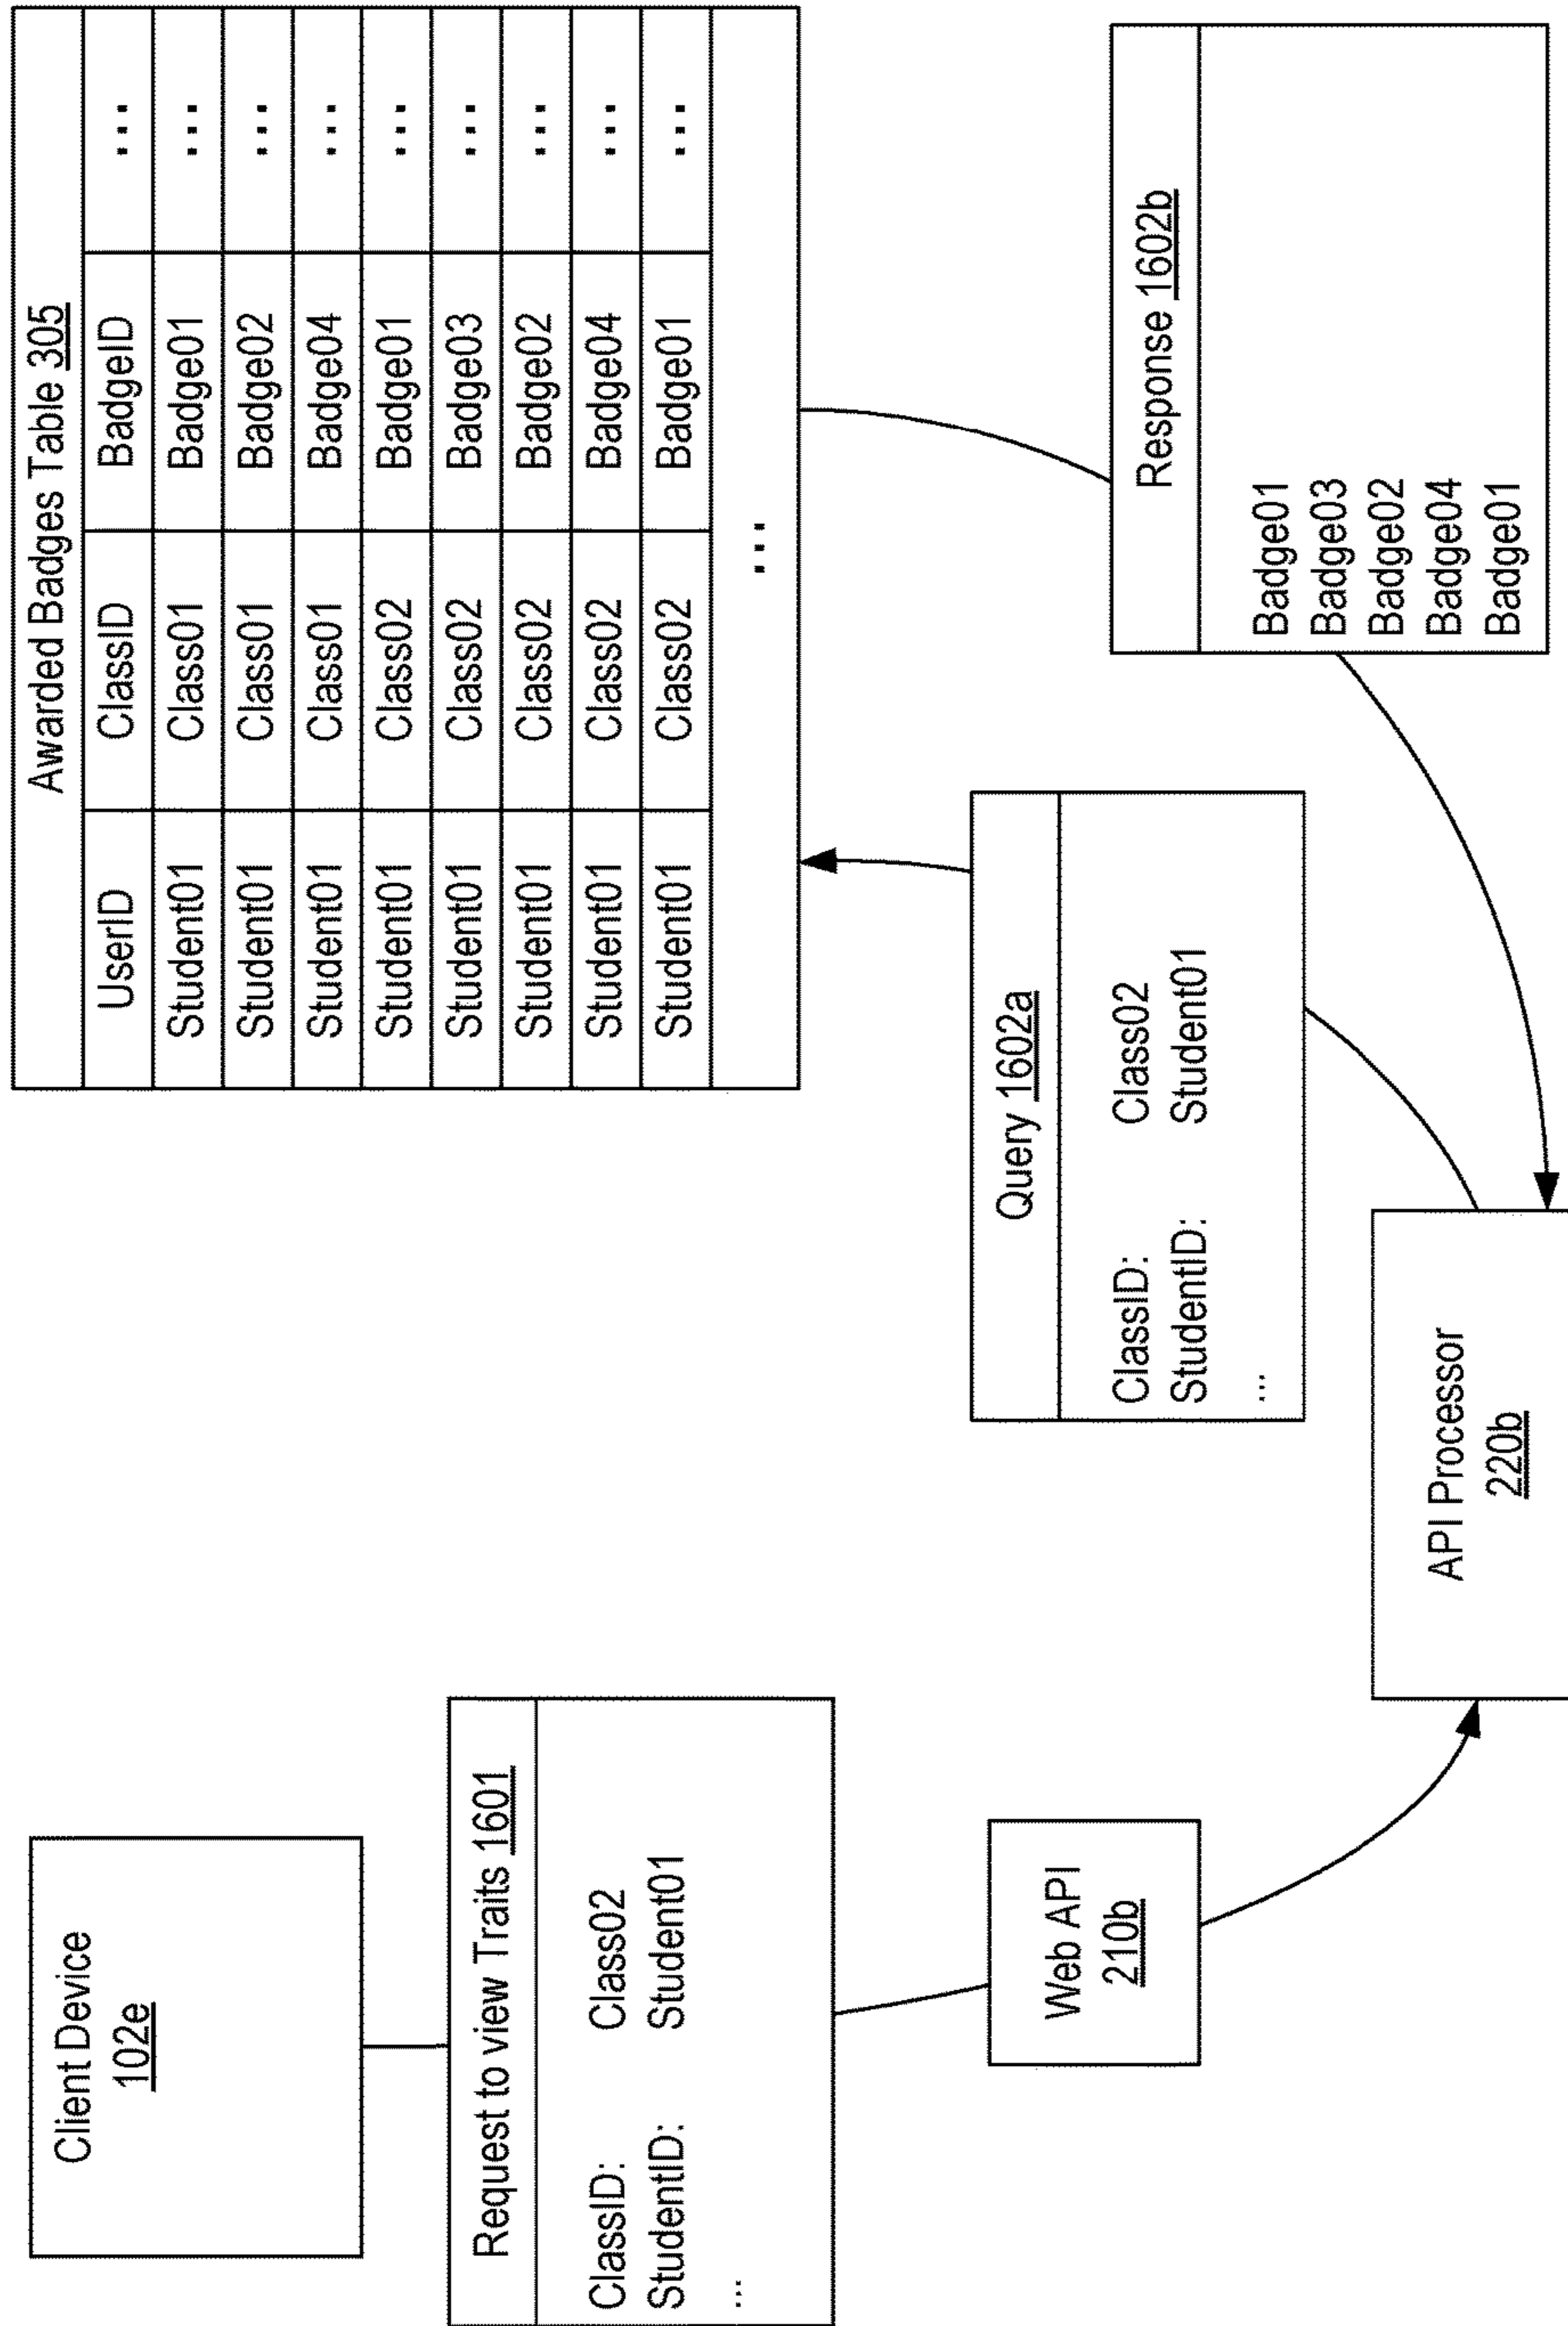 Client Device
102e
Request to view Traits 1601
ClassID: Class02
StudentID: Student01
...
Web API
210b
API Processor
220b
Query 1602a
ClassID: Class02
StudentID: Student01
...
Awarded Badges Table 305
UserID ClassID BadgeID ...
Student01 Class01 Badge01 ...
Student01 Class01 Badge02 ...
Student01 Class01 Badge04 ...
Student01 Class02 Badge01 ...
Student01 Class02 Badge03 ...
Student01 Class02 Badge02 ...
Student01 Class02 Badge04 ...
Student01 Class02 Badge01 ...
...
Response 1602b
Badge01
Badge03
Badge02
Badge04
Badge01